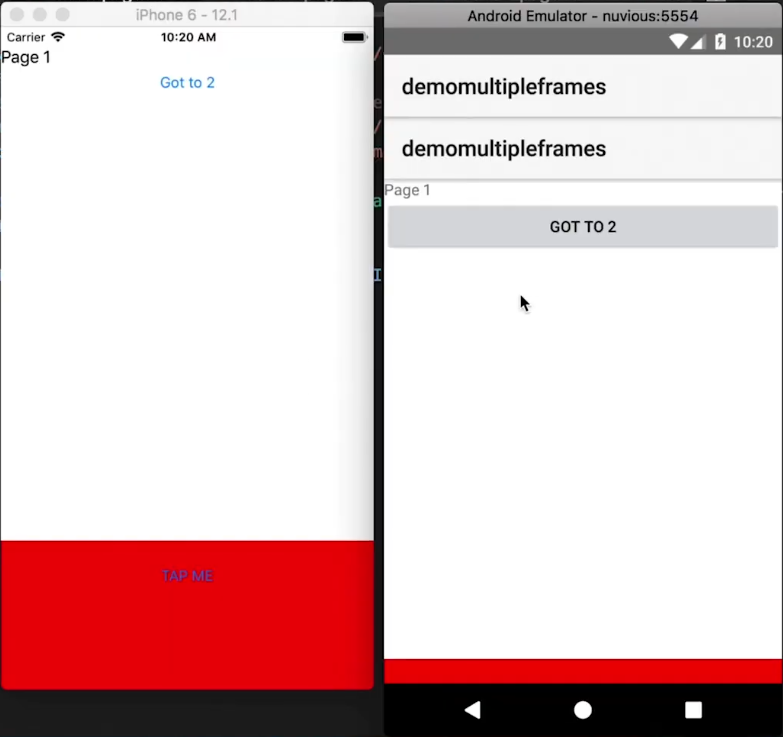 iPhone 6 - 12.1
Carrier
10:20 AM
Page 1
Got to 2
TAP ME
Android Emulator - nuvious:5554
10:20
demomultipleframes
demomultipleframes
Page 1
GOT TO 2